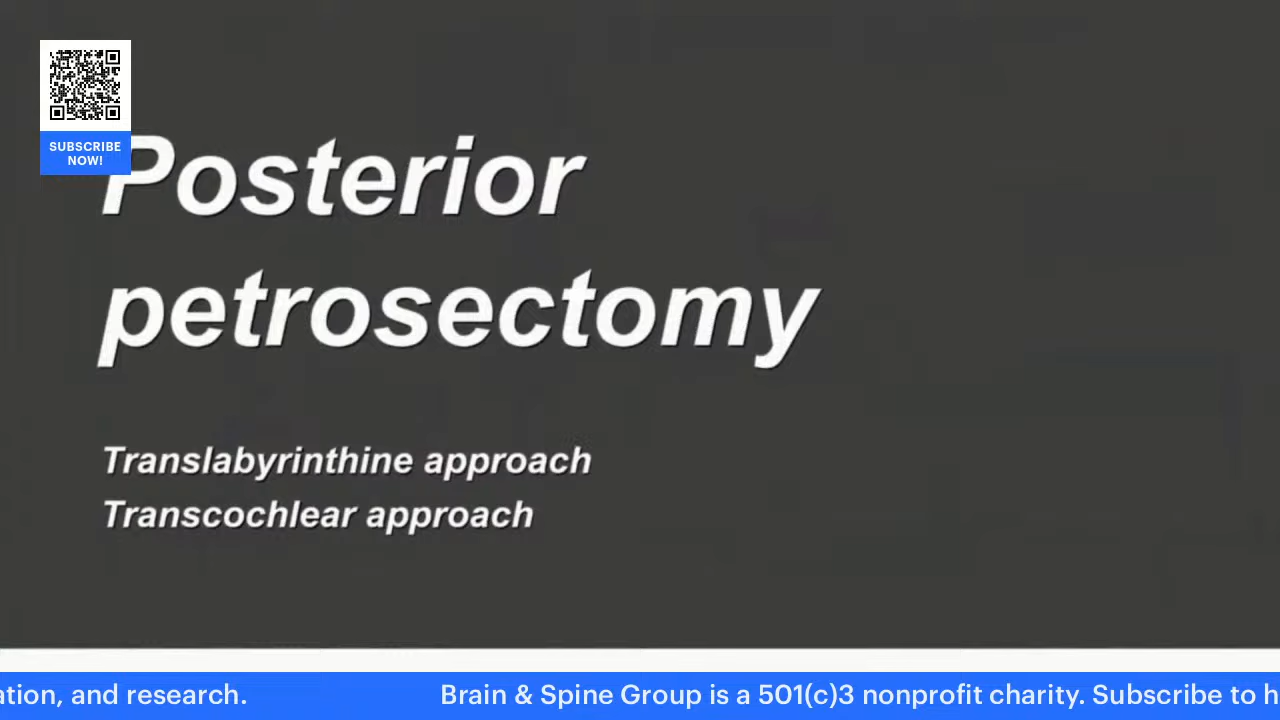 SUBSCRIBE
NOW!
Posterior
petrosectomy
Translabyrinthine approach
Transcochlear approach
ation, and research.
Brain & Spine Group is a 501(c)3 nonprofit charity. Subscribe to h